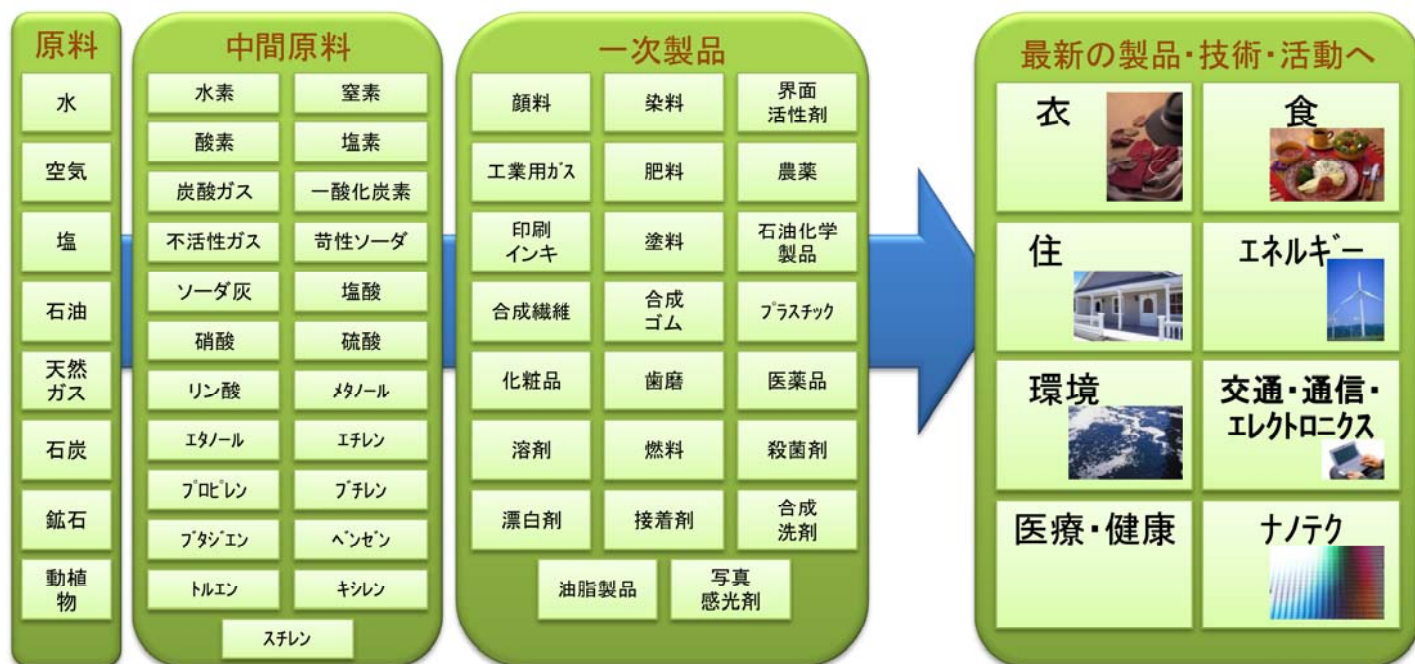 原料
水
空気
塩
石油
天然
ガス
石炭
鉱石
動植
物
中間原料
水素
窒素
酸素
塩素
炭酸ガス
一酸化炭素
不活性ガス
苛性ソーダ
ソーダ灰
塩酸
硝酸
硫酸
リン酸
ﾒﾀﾉｰﾙ
ｴﾀﾉｰﾙ
ｴﾁﾚﾝ
ﾌﾟﾛﾋﾟﾚﾝ
ﾌﾞﾁﾚﾝ
ﾌﾞﾀｼﾞｴﾝ
ﾍﾞﾝｾﾞﾝ
ﾄﾙｴﾝ
ｷｼﾚﾝ
ｽﾁﾚﾝ
一次製品
顔料
染料
界面
活性剤
工業用ｶﾞｽ
肥料
農薬
印刷
インキ
塗料
石油化学
製品
合成繊維
合成
ゴム
ﾌﾟﾗｽﾁｯｸ
化粧品
歯磨
医薬品
溶剤
燃料
殺菌剤
漂白剤
接着剤
合成
洗剤
油脂製品
写真
感光剤
最新の製品・技術・活動へ
衣
食
住
ｴﾈﾙｷﾞｰ
環境
交通・通信・
ｴﾚｸﾄﾛﾆｸｽ
医療・健康
ﾅﾉﾃｸ